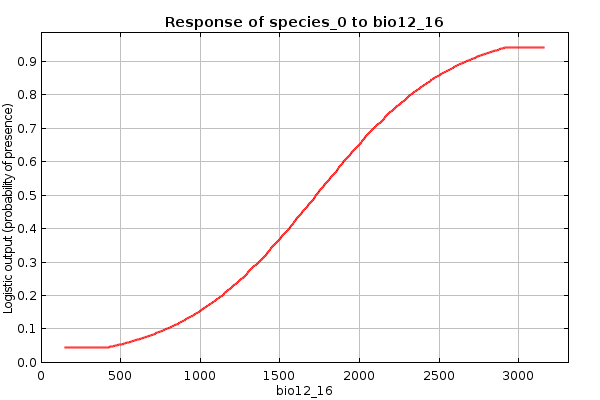 Response of species_0 to bio12_16
Logistic output (probability of presence)
0.9
0.8
0.7
0.6
0.5
0.4
0.3
0.2
0.1
0.0
0 500 1000 1500 2000 2500 3000
bio12_16